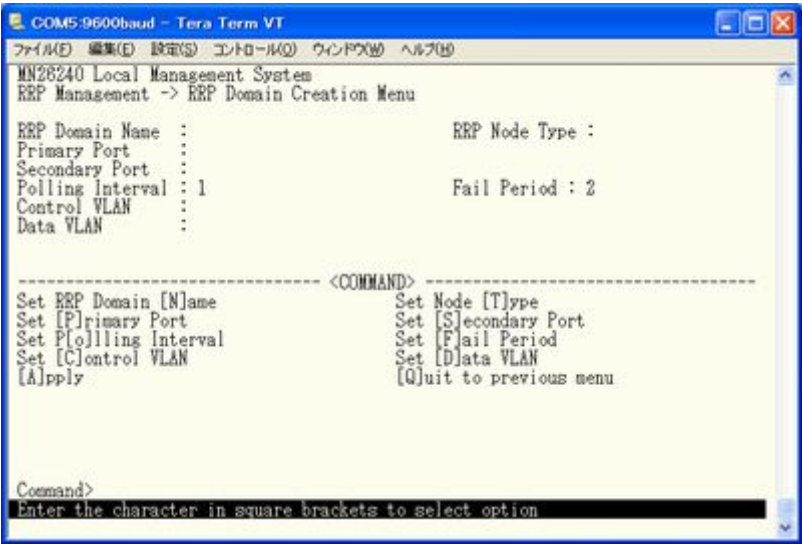 COM5:9600baud - Tera Term VT
ファイル(F) 編集(E) 設定(S) コントロール(O) ウィンドウ(W) ヘルプ(H)
MN26240 Local Management System
RRP Management -> RRP Domain Creation Menu
RRP Domain Name : RRP Node Type :
Primary Port :
Secondary Port :
Polling Interval : 1 Fail Period : 2
Control VLAN :
Data VLAN :
-------------------------------- <COMMAND> -----------------------------------
Set RRP Domain [N]ame Set Node [T]ype
Set [P]rimary Port Set [S]econdary Port
Set P[o]lling Interval Set [F]ail Period
Set [C]ontrol VLAN Set [D]ata VLAN
[A]pply [Q]uit to previous menu
Command>
Enter the character in square brackets to select option